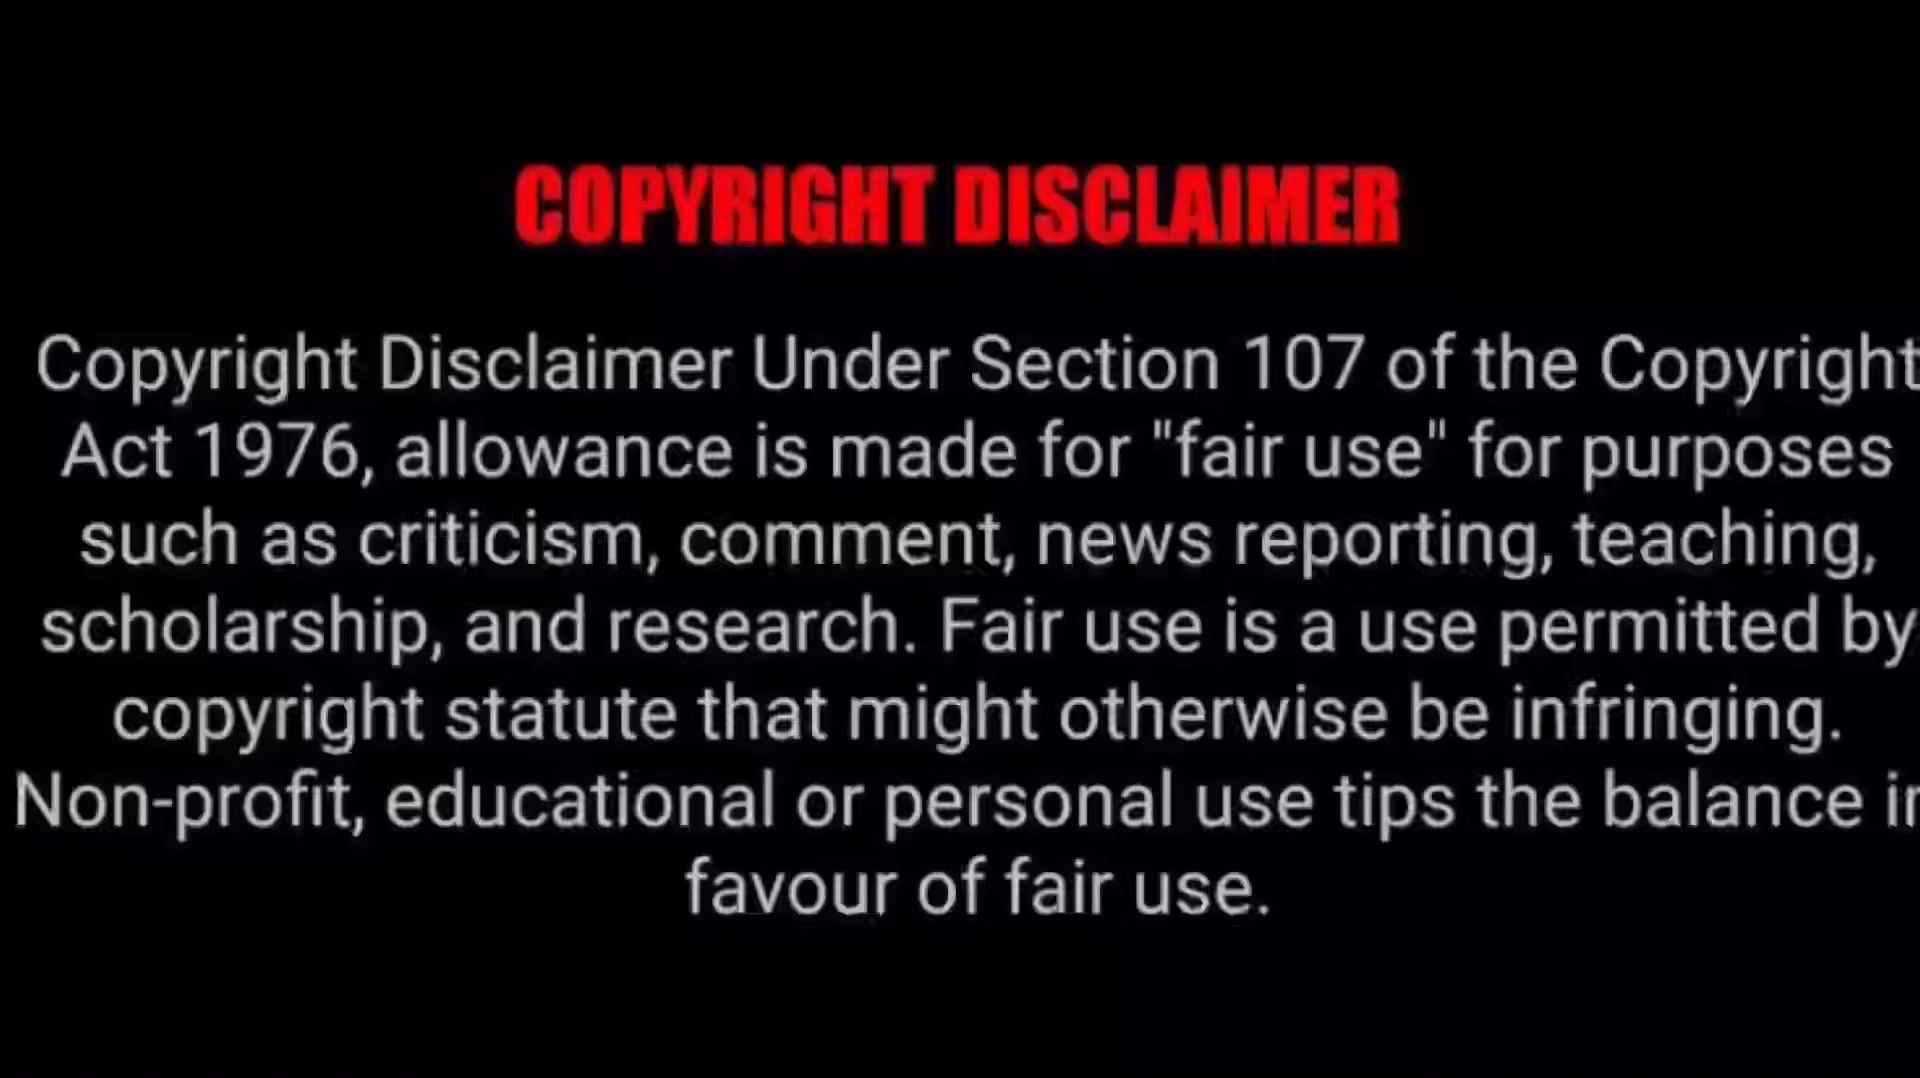 COPYRIGHT DISCLAIMER
Copyright Disclaimer Under Section 107 of the Copyright
Act 1976, allowance is made for "fair use" for purposes
such as criticism, comment, news reporting, teaching,
scholarship, and research. Fair use is a use permitted by
copyright statute that might otherwise be infringing.
Non-profit, educational or personal use tips the balance in
favour of fair use.